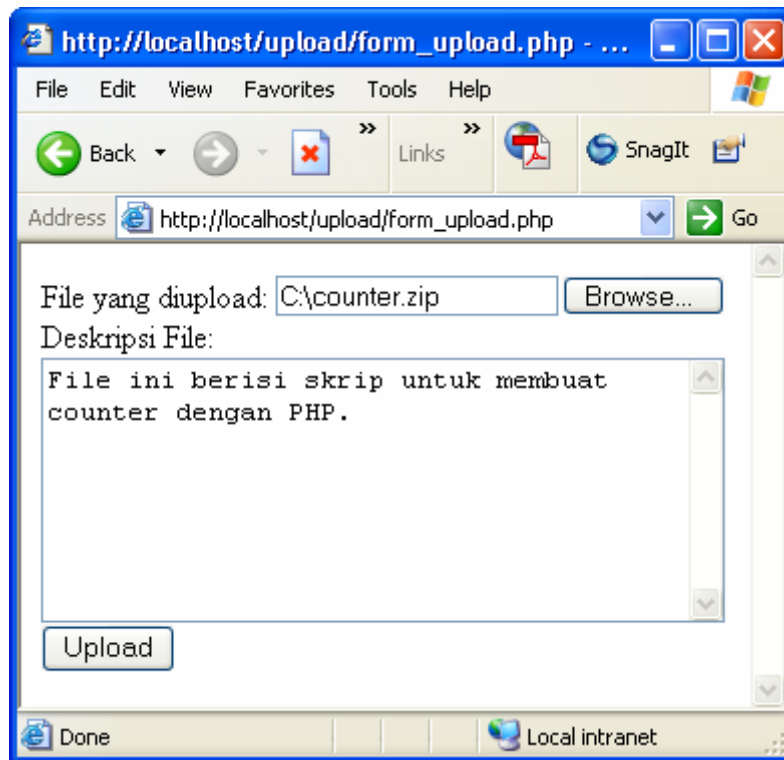 http://localhost/upload/form_upload.php - ...
File Edit View Favorites Tools Help
Back » Links » SnagIt
Address http://localhost/upload/form_upload.php Go
File yang diupload: C:\counter.zip Browse...
Deskripsi File:
File ini berisi skrip untuk membuat
counter dengan PHP.
Upload
Done Local intranet